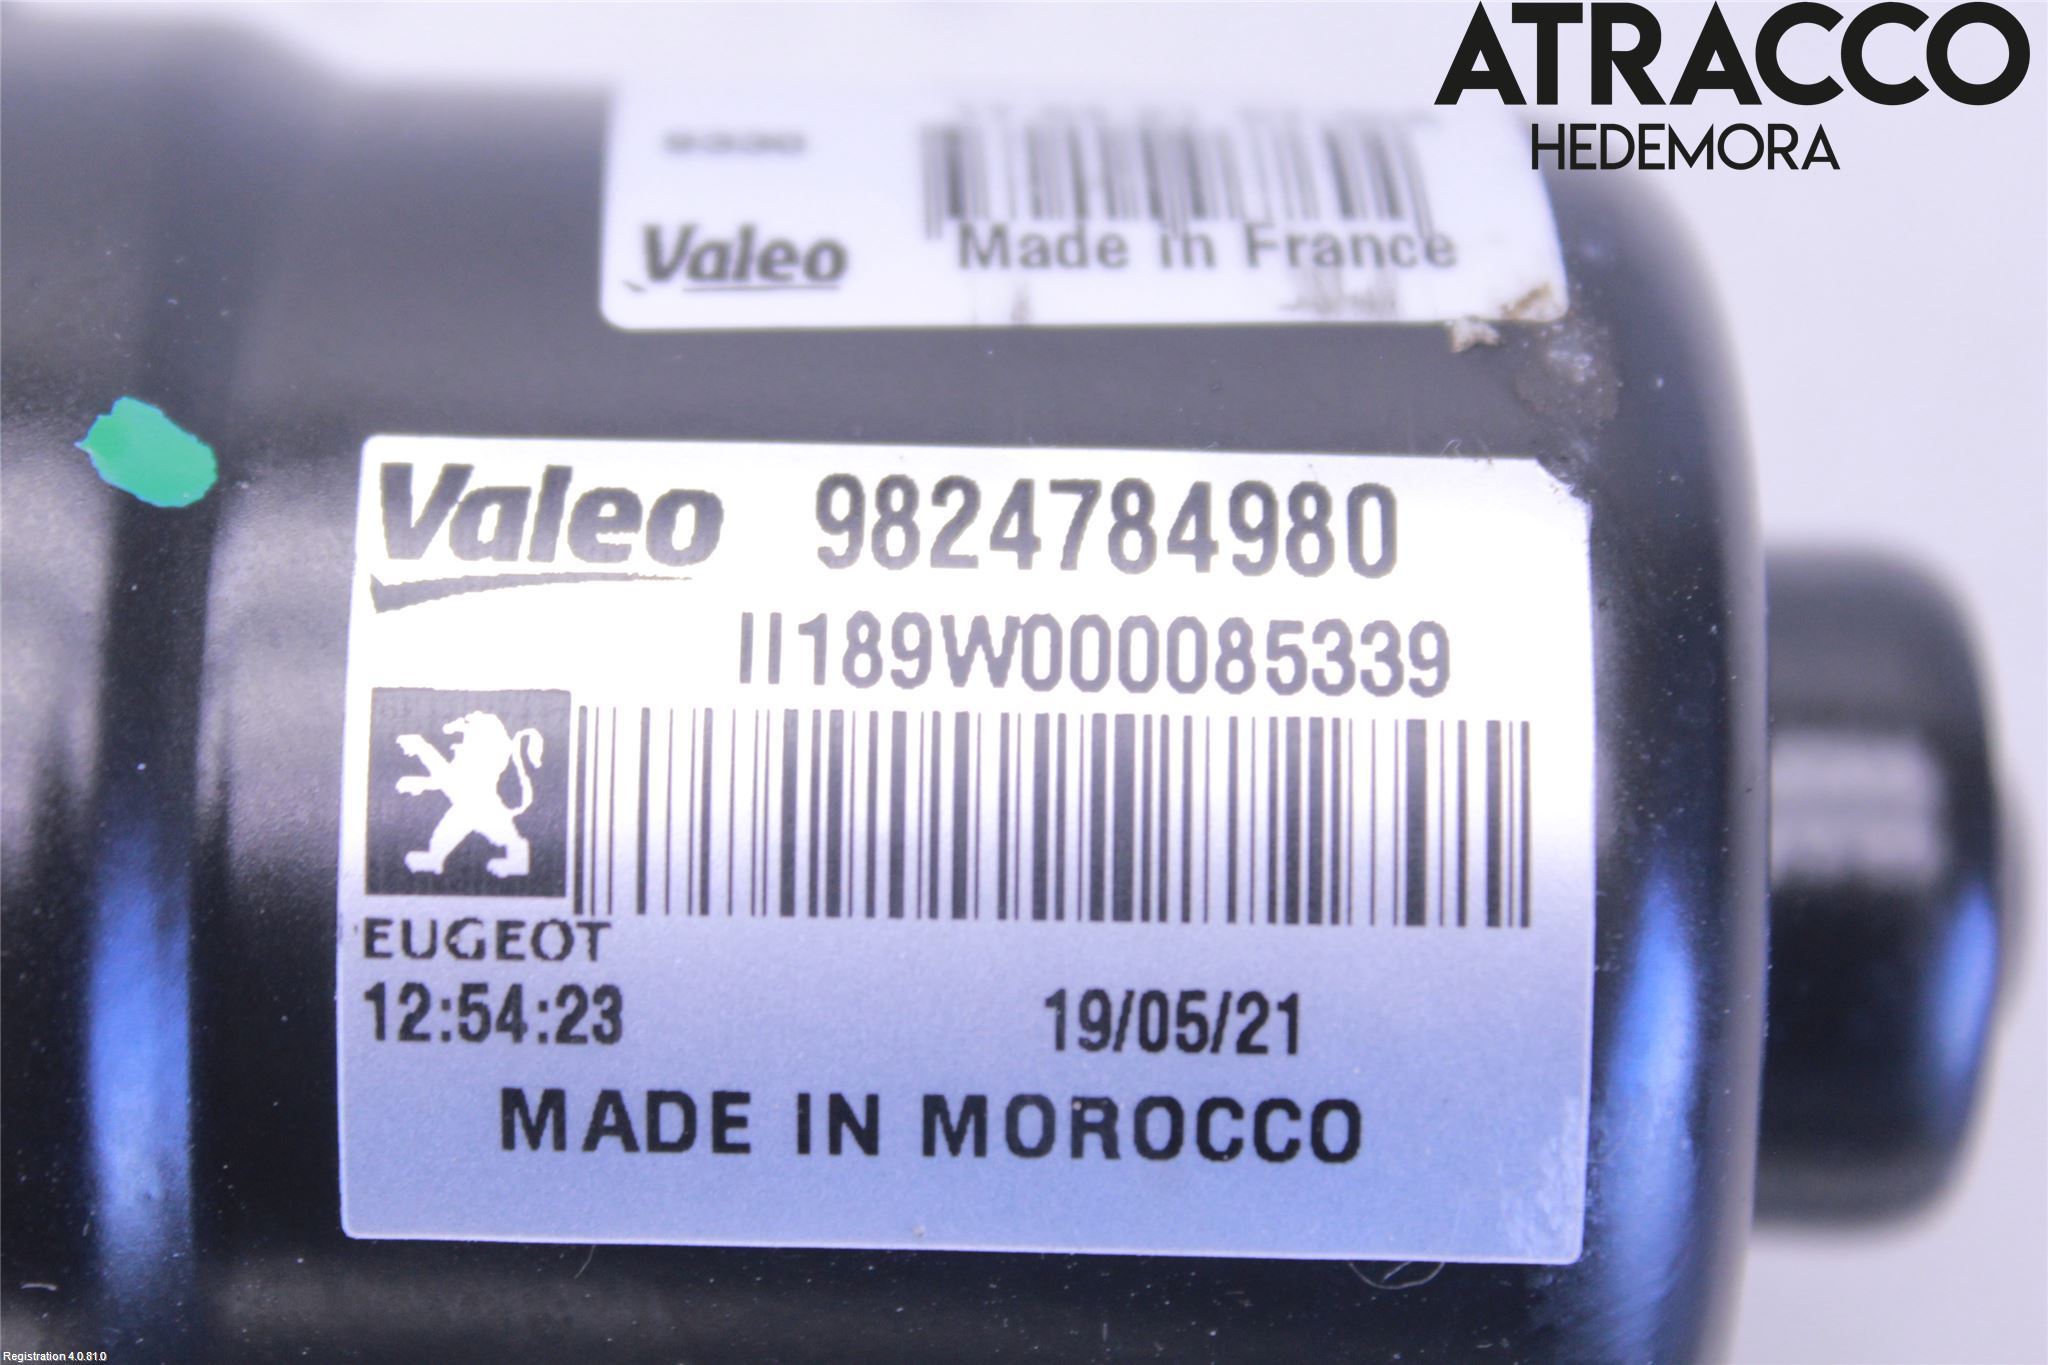 ATRACCO
HEDEMORA
Valeo
Made in France
Valeo 9824784980
II189W000085339
EUGEOT
12:54:23 19/05/21
MADE IN MOROCCO
Registration 4.0.81.0